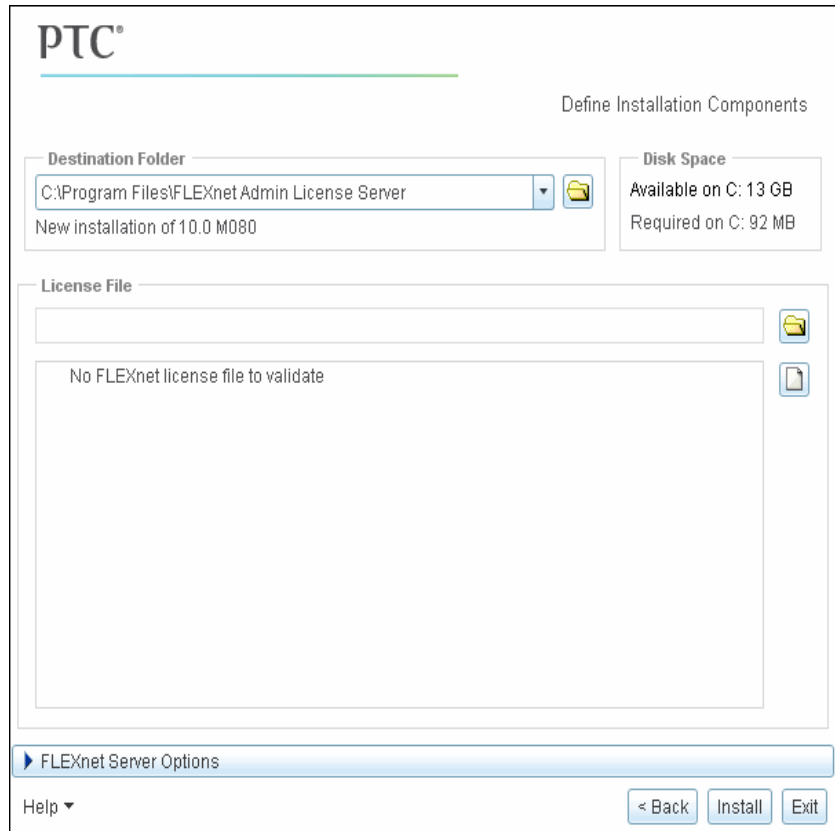 PTC®
Define Installation Components
Destination Folder
C:\Program Files\FLEXnet Admin License Server
New installation of 10.0 M080
Disk Space
Available on C: 13 GB
Required on C: 92 MB
License File
No FLEXnet license file to validate
FLEXnet Server Options
Help
< Back Install Exit